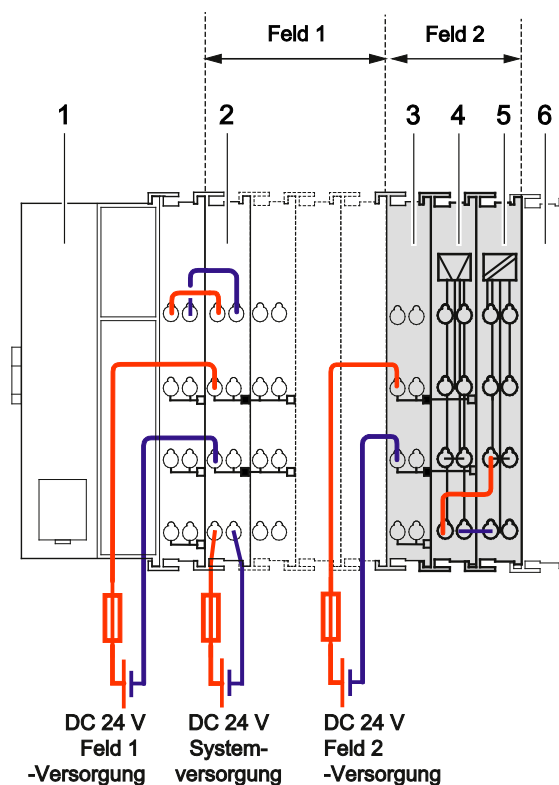 Feld 1
Feld 2
1
2
3
4
5
6
DC 24 V
Feld 1
-Versorgung
DC 24 V
System-
versorgung
DC 24 V
Feld 2
-Versorgung